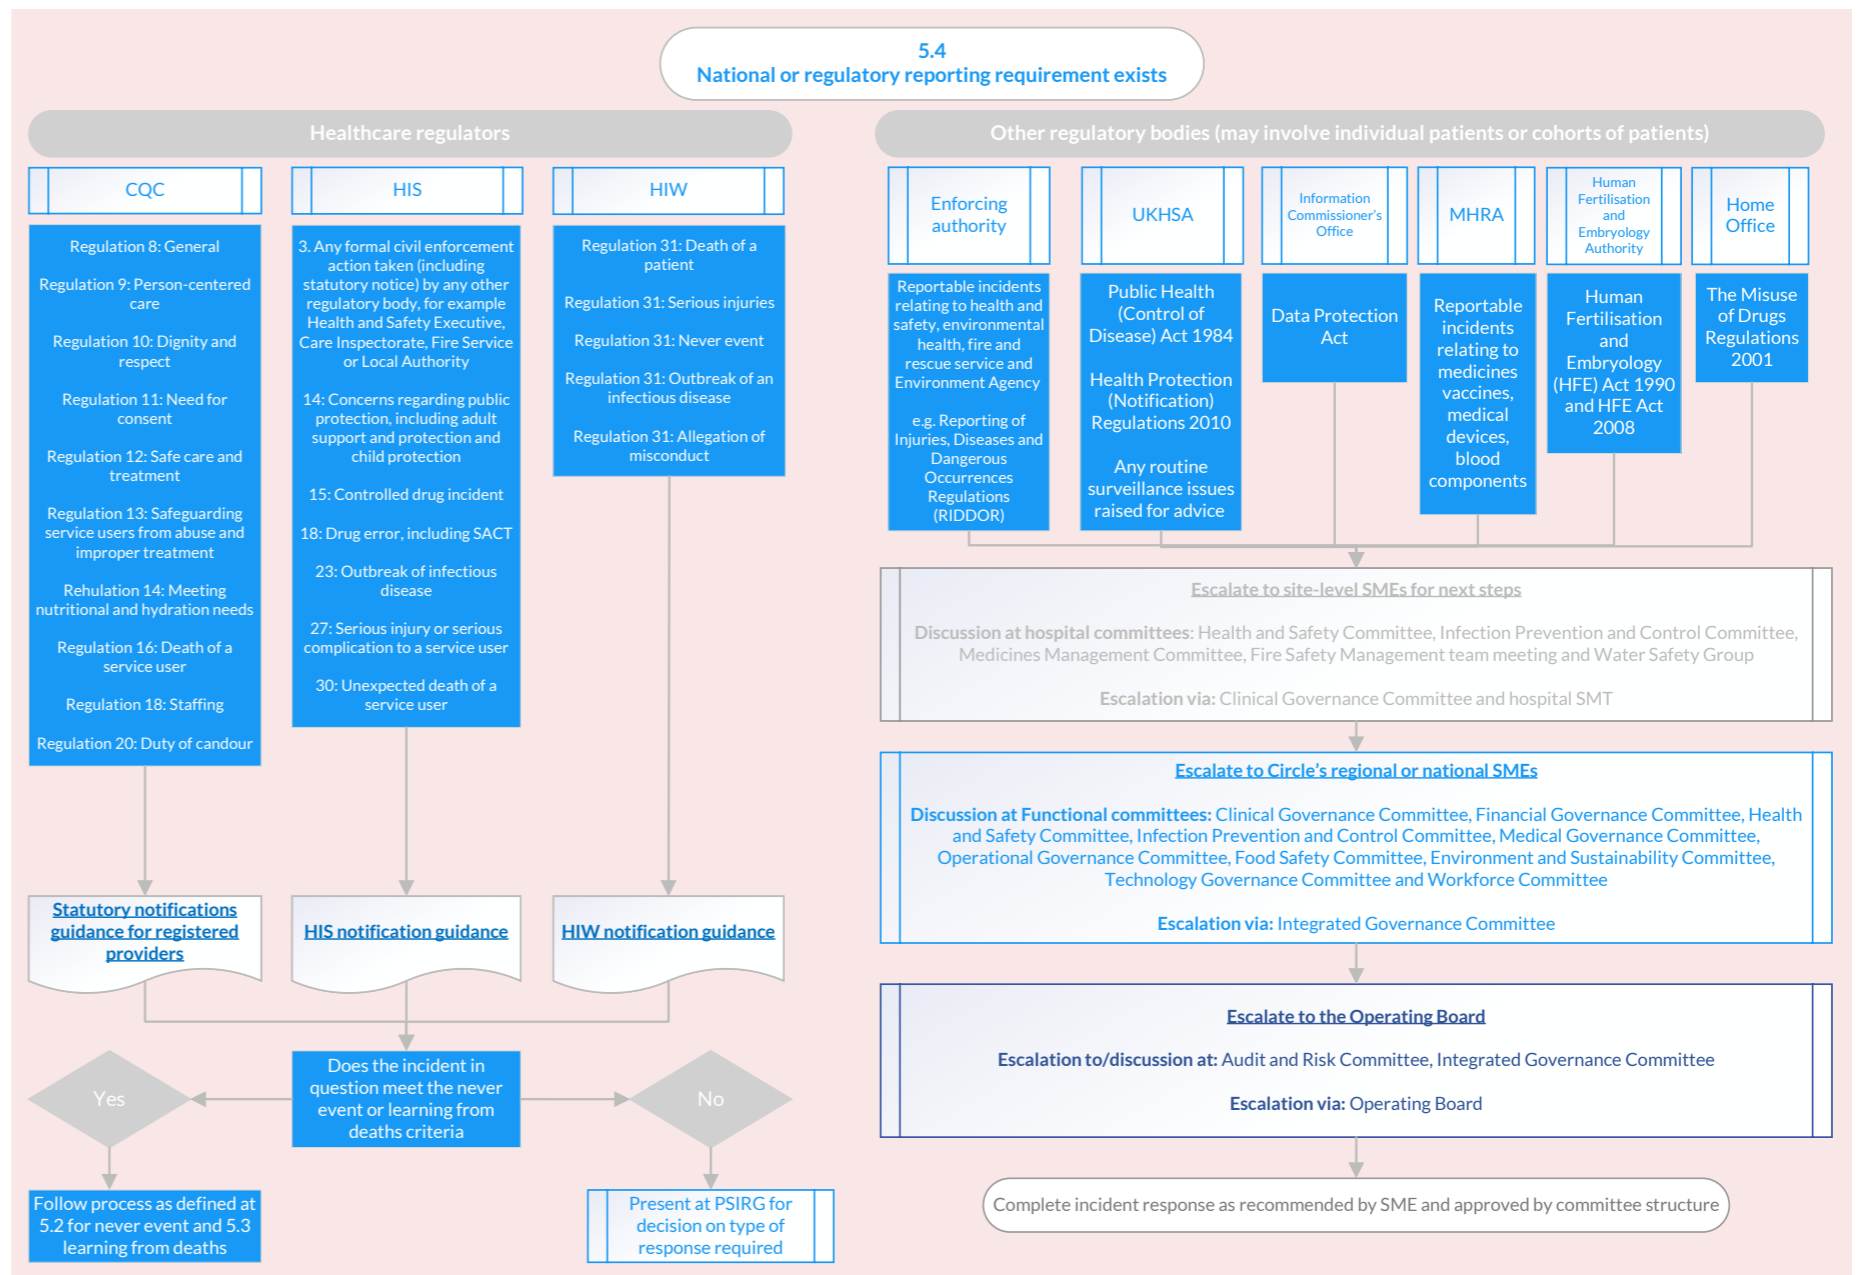 5.4
National or regulatory reporting requirement exists
Healthcare regulators
CQC
Regulation 8: General
Regulation 9: Person-centered
care
Regulation 10: Dignity and
respect
Regulation 11: Need for
consent
Regulation 12: Safe care and
treatment
Regulation 13: Safeguarding
service users from abuse and
improper treatment
Rehulation 14: Meeting
nutritional and hydration needs
Regulation 16: Death of a
service user
Regulation 18: Staffing
Regulation 20: Duty of candour
HIS
3. Any formal civil enforcement
action taken (including
statutory notice) by any other
regulatory body, for example
Health and Safety Executive,
Care Inspectorate, Fire Service
or Local Authority
14: Concerns regarding public
protection, including adult
support and protection and
child protection
15: Controlled drug incident
18: Drug error, including SACT
23: Outbreak of infectious
disease
27: Serious injury or serious
complication to a service user
30: Unexpected death of a
service user
HIW
Regulation 31: Death of a
patient
Regulation 31: Serious injuries
Regulation 31: Never event
Regulation 31: Outbreak of an
infectious disease
Regulation 31: Allegation of
misconduct
Statutory notifications
guidance for registered
providers
HIS notification guidance
HIW notification guidance
Does the incident in
question meet the never
event or learning from
deaths criteria
Yes
No
Follow process as defined at
5.2 for never event and 5.3
learning from deaths
Present at PSIRG for
decision on type of
response required
Other regulatory bodies (may involve individual patients or cohorts of patients)
Enforcing
authority
Reportable incidents
relating to health and
safety, environmental
health, fire and
rescue service and
Environment Agency
e.g. Reporting of
Injuries, Diseases and
Dangerous
Occurrences
Regulations
(RIDDOR)
UKHSA
Public Health
(Control of
Disease) Act 1984
Health Protection
(Notification)
Regulations 2010
Any routine
surveillance issues
raised for advice
Information
Commissioner's
Office
Data Protection
Act
MHRA
Reportable
incidents
relating to
medicines
vaccines,
medical
devices,
blood
components
Human
Fertilisation
and
Embryology
Authority
Human
Fertilisation
and
Embryology
(HFE) Act 1990
and HFE Act
2008
Home
Office
The Misuse
of Drugs
Regulations
2001
Escalate to site-level SMEs for next steps
Discussion at hospital committees: Health and Safety Committee, Infection Prevention and Control Committee,
Medicines Management Committee, Fire Safety Management team meeting and Water Safety Group
Escalation via: Clinical Governance Committee and hospital SMT
Escalate to Circle's regional or national SMEs
Discussion at Functional committees: Clinical Governance Committee, Financial Governance Committee, Health
and Safety Committee, Infection Prevention and Control Committee, Medical Governance Committee,
Operational Governance Committee, Food Safety Committee, Environment and Sustainability Committee,
Technology Governance Committee and Workforce Committee
Escalation via: Integrated Governance Committee
Escalate to the Operating Board
Escalation to/discussion at: Audit and Risk Committee, Integrated Governance Committee
Escalation via: Operating Board
Complete incident response as recommended by SME and approved by committee structure